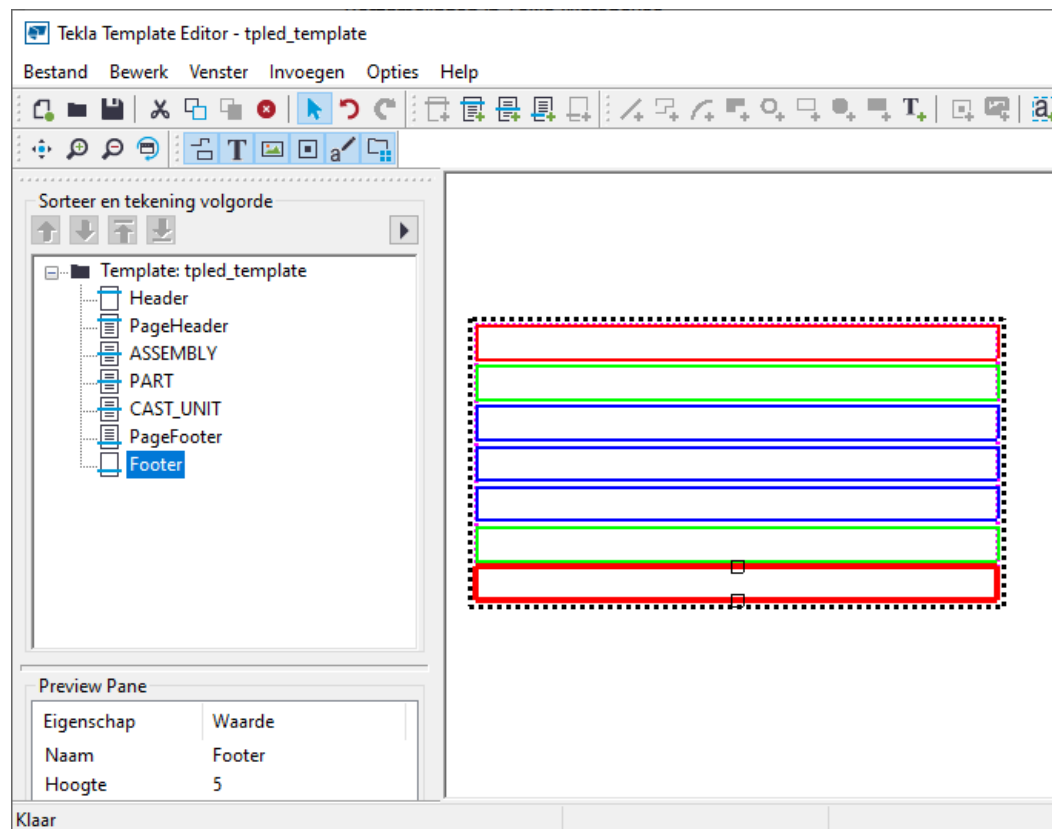 Tekla Template Editor - tpled_template
Bestand Bewerk Venster Invoegen Opties Help
T
a
T a
Sorteer en tekening volgorde
Template: tpled_template
Header
PageHeader
ASSEMBLY
PART
CAST_UNIT
PageFooter
Footer
Preview Pane
Eigenschap Waarde
Naam Footer
Hoogte 5
Klaar